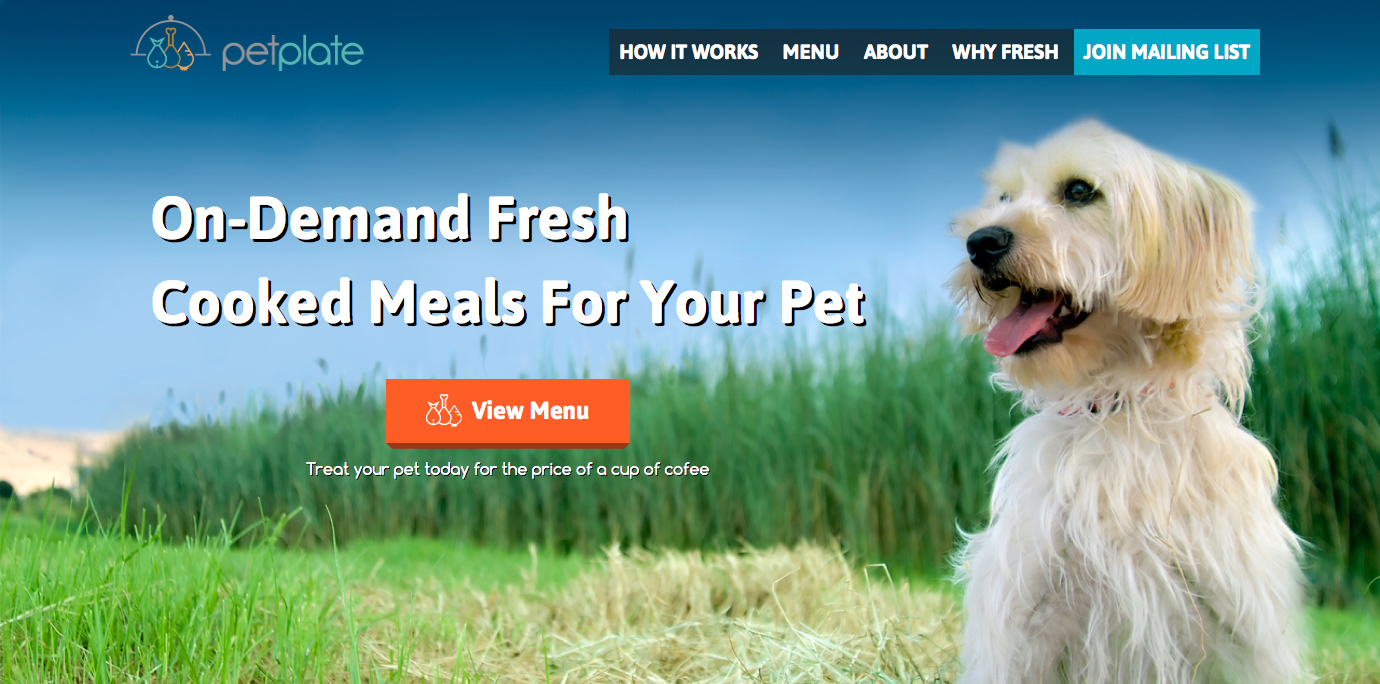 petplate
HOW IT WORKS MENU ABOUT WHY FRESH JOIN MAILING LIST
On-Demand Fresh
Cooked Meals For Your Pet
View Menu
Treat your pet today for the price of a cup of cofee